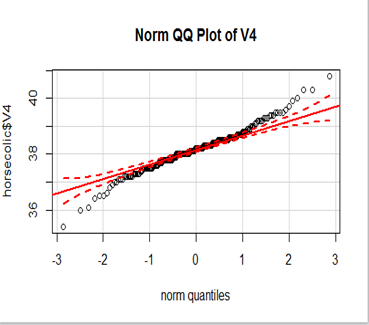 Norm QQ Plot of V4
horsecolic$V4
40
38
36
-3 -2 -1 0 1 2 3
norm quantiles